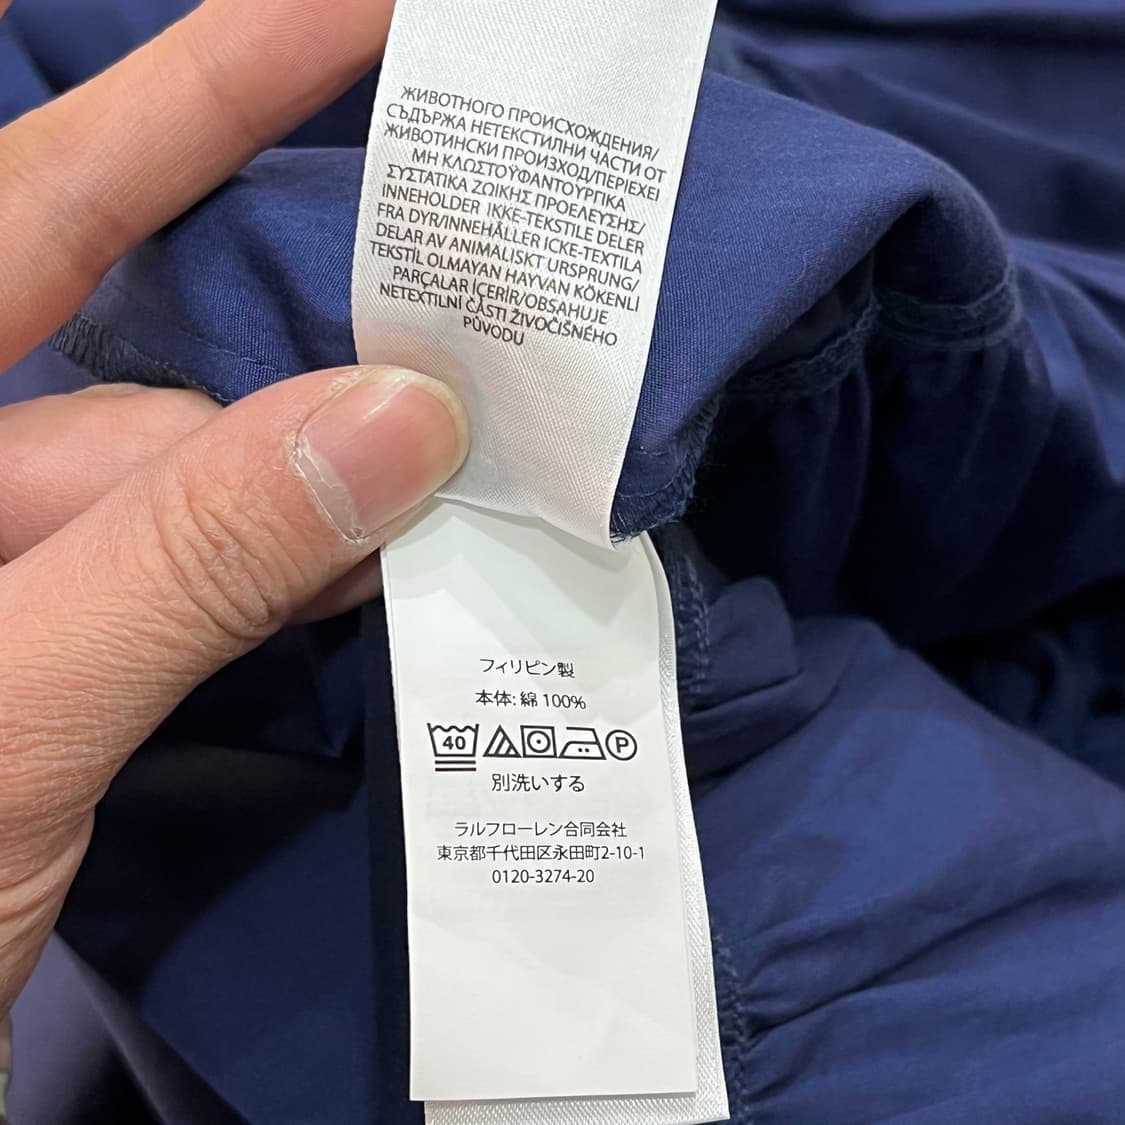 ЖИВОТНОГО ПРОИСХОЖДЕНИЯ/
СЪДЪРЖА НЕТЕКСТИЛНИ ЧАСТИ ОТ
ЖИВОТИНСКИ ПРОИЗХОД/ΠΕΡΙΕΧΕΙ
ΜΗ ΚΛΩΣΤΟΫΦΑΝΤΟΥΡΓΙΚΑ
ΣΥΣΤΑΤΙΚΑ ΖΩΙΚΗΣ ΠΡΟΕΛΕΥΣΗΣ/
INNEHOLDER IKKE-TEKSTILE DELER
FRA DYR/INNEHÅLLER ICKE-TEXTILA
DELAR AV ANIMALISKT URSPRUNG/
TEKSTİL OLMAYAN HAYVAN KÖKENLİ
PARÇALAR İÇERİR/OBSAHUJE
NETEXTILNÍ ČÁSTI ŽIVOČIŠNÉHO
PŮVODU
フィリピン製
本体: 綿 100%
40 P
別洗いする
ラルフローレン合同会社
東京都千代田区永田町2-10-1
0120-3274-20